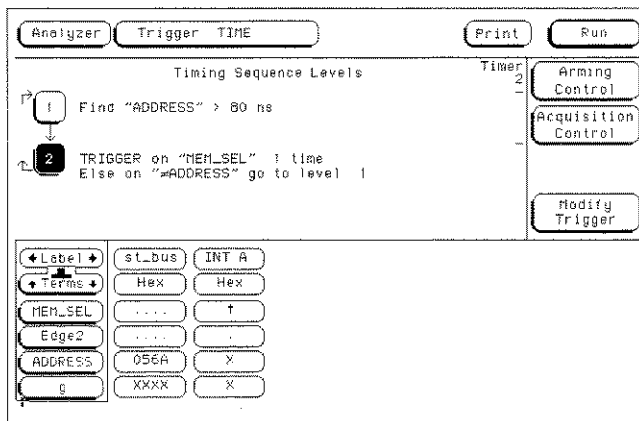 Analyzer Trigger TIME Print Run
Timing Sequence Levels Timer
2
Arming Control
1 Find "ADDRESS" > 80 ns
Acquisition Control
2 TRIGGER on "MEM_SEL" 1 time
Else on "≠ADDRESS" go to level 1
Modify Trigger
Label st_bus INT A
Terms Hex Hex
MEM_SEL .... ↑
Edge2 .... .
ADDRESS 056A X
g XXXX X